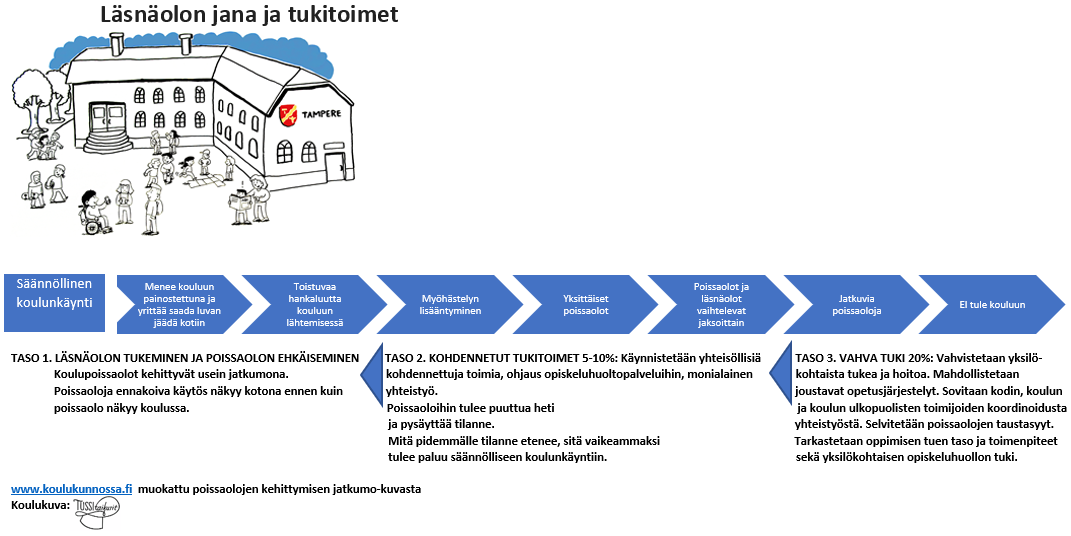 Läsnäolon jana ja tukitoimet
TAMPERE
Säännöllinen
koulunkäynti
Menee kouluun
painostettuna ja
yrittää saada luvan
jäädä kotiin
Toistuvaa
hankaluutta
kouluun
lähtemisessä
Myöhästelyn
lisääntyminen
Yksittäiset
poissaolot
Poissaolot ja
läsnäolot
vaihtelevat
jaksoittain
Jatkuvia
poissaoloja
EI tule kouluun
TASO 1. LÄSNÄOLON TUKEMINEN JA POISSAOLON EHKÄISEMINEN
Koulupoissaolot kehittyvät usein jatkumona.
Poissaoloja ennakoiva käytös näkyy kotona ennen kuin
poissaolo näkyy koulussa.
TASO 2. KOHDENNETUT TUKITOIMET 5-10%: Käynnistetään yhteisöllisiä
kohdennettuja toimia, ohjaus opiskeluhuoltopalveluihin, monialainen
yhteistyö.
Poissaoloihin tulee puuttua heti
ja pysäyttää tilanne.
Mitä pidemmälle tilanne etenee, sitä vaikeammaksi
tulee paluu säännölliseen koulunkäyntiin.
TASO 3. VAHVA TUKI 20%: Vahvistetaan yksilö-
kohtaista tukea ja hoitoa. Mahdollistetaan
joustavat opetusjärjestelyt. Sovitaan kodin, koulun
ja koulun ulkopuolisten toimijoiden koordinoidusta
yhteistyöstä. Selvitetään poissaolojen taustasyyt.
Tarkastetaan oppimisen tuen taso ja toimenpiteet
sekä yksilökohtaisen opiskeluhuollon tuki.
www.koulukunnossa.fi muokattu poissaolojen kehittymisen jatkumo-kuvasta
Koulukuva: TUSSItaikurit